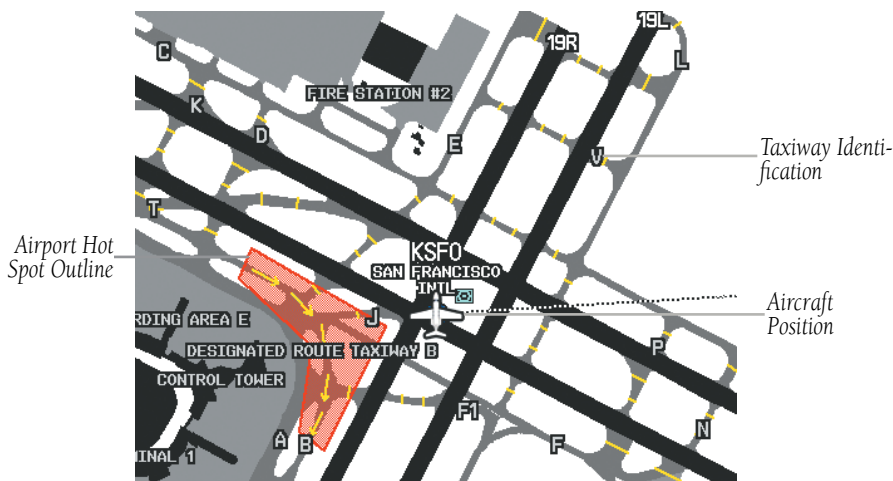 19L
19R
C
L
FIRE STATION #2
K
D
E
V
Taxiway Identi-
fication
T
Airport Hot
Spot Outline
KSFO
SAN FRANCISCO
INTL
Aircraft
Position
RDING AREA E
J
DESIGNATED ROUTE TAXIWAY B
P
CONTROL TOWER
F1
N
A
B
F
MINAL 1